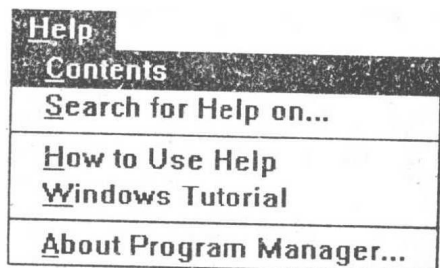 Help
Contents
Search for Help on...
How to Use Help
Windows Tutorial
About Program Manager...